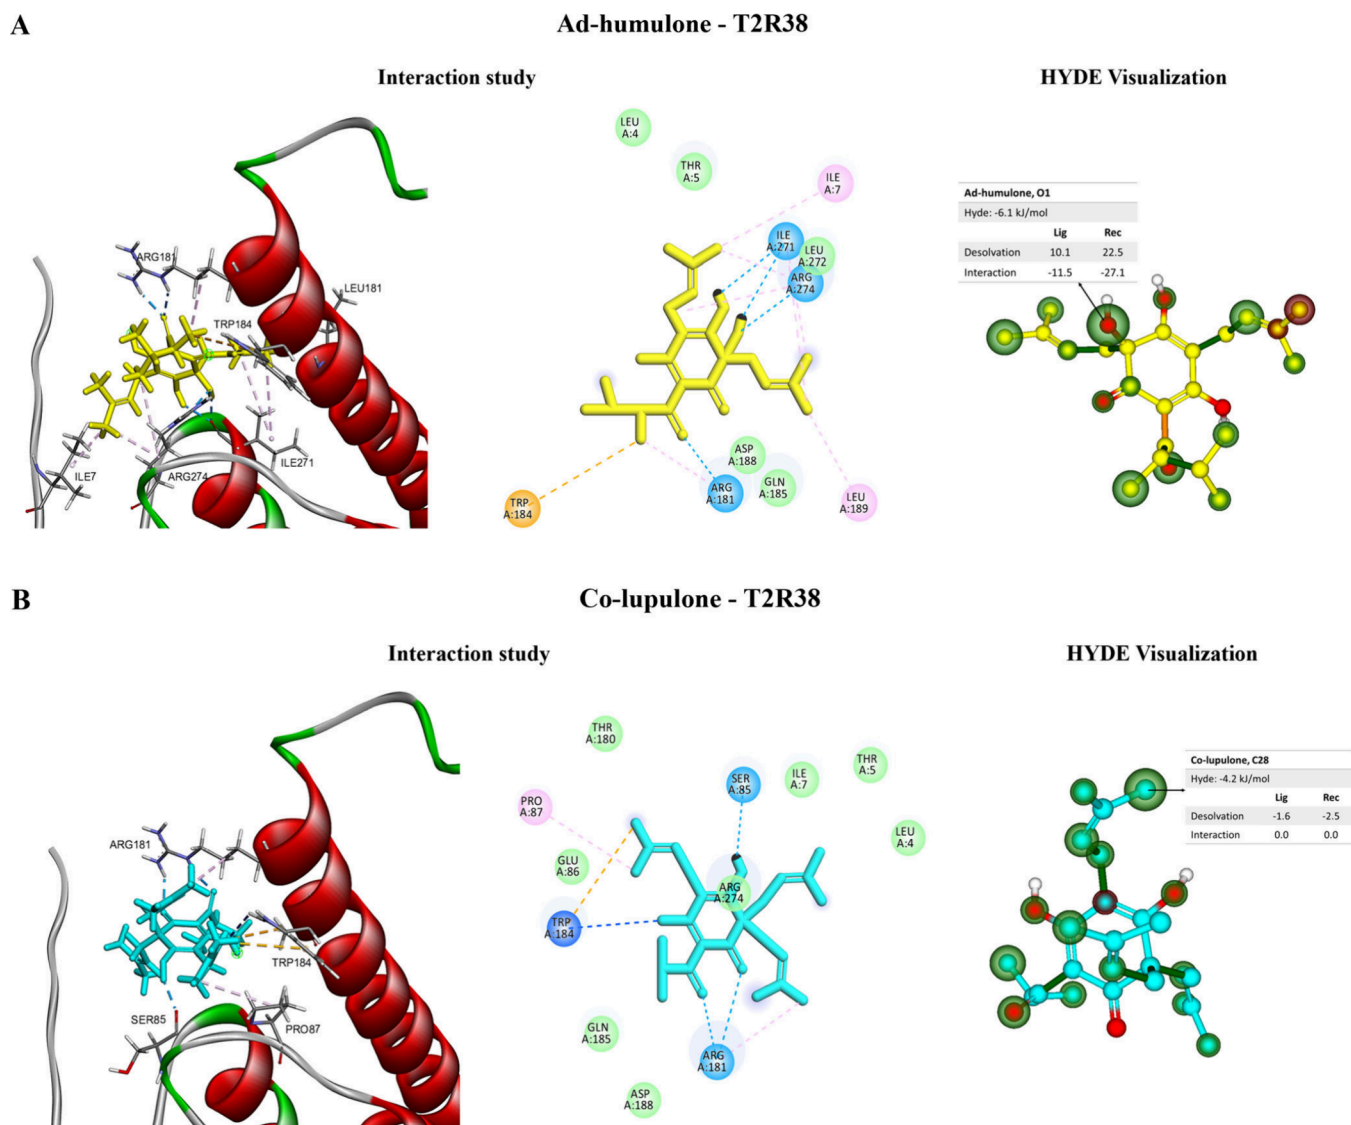 A
Ad-humulone - T2R38
Interaction study
HYDE Visualization
ARG181
LEU181
TRP184
ILE7
ARG274
ILE271
LEU
A:4
THR
A:5
ILE
A:7
ILE
A:271
LEU
A:272
ARG
A:274
ASP
A:188
GLN
A:185
ARG
A:181
TRP
A:184
LEU
A:189
Ad-humulone, O1
Hyde: -6.1 kJ/mol
Lig Rec
Desolvation 10.1 22.5
Interaction -11.5 -27.1
B
Co-lupulone - T2R38
Interaction study
HYDE Visualization
ARG181
TRP184
SER85
PRO87
THR
A:180
SER
A:85
ILE
A:7
THR
A:5
PRO
A:87
LEU
A:4
GLU
A:86
ARG
A:274
TRP
A:184
GLN
A:185
ARG
A:181
ASP
A:188
Co-lupulone, C28
Hyde: -4.2 kJ/mol
Lig Rec
Desolvation -1.6 -2.5
Interaction 0.0 0.0